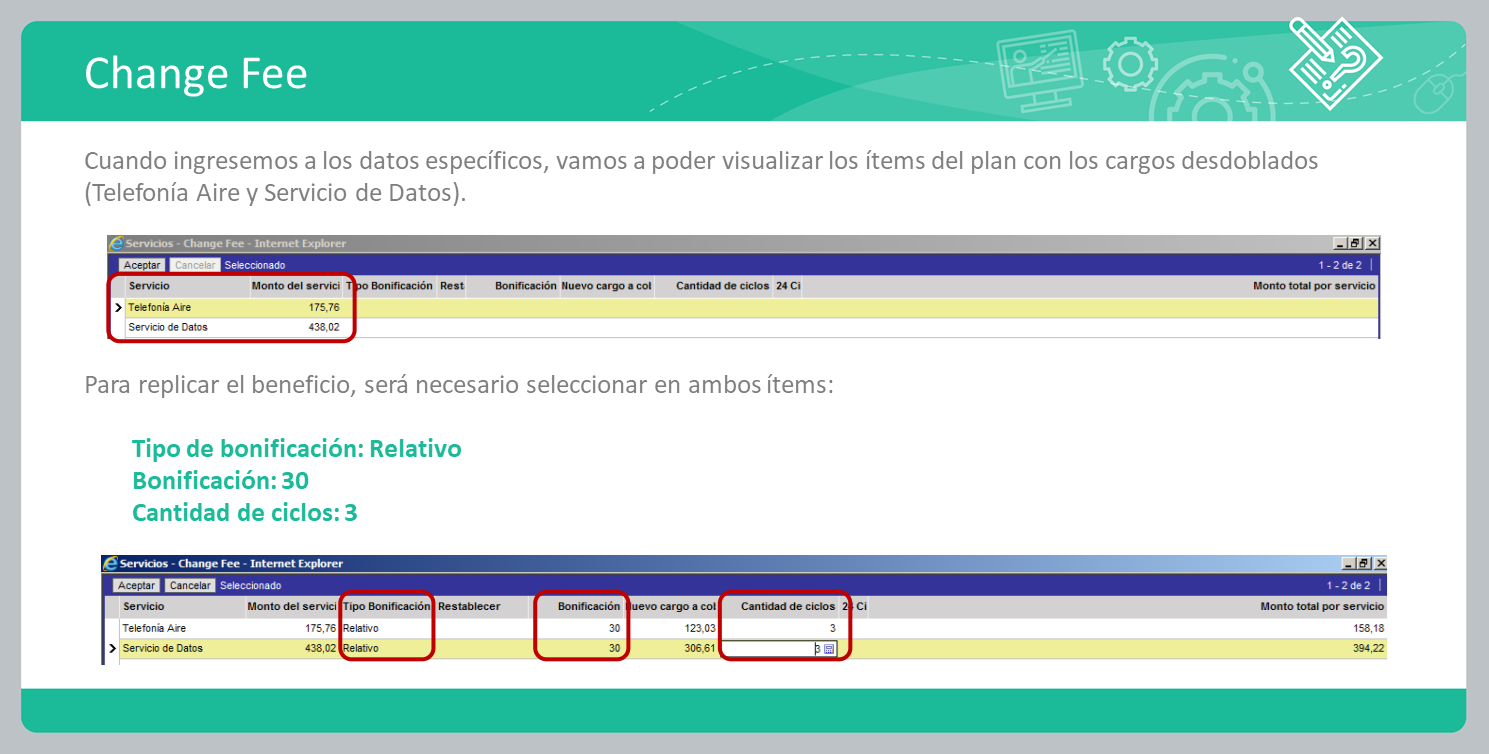 Change Fee
Cuando ingresemos a los datos específicos, vamos a poder visualizar los ítems del plan con los cargos desdoblados
(Telefonía Aire y Servicio de Datos).
Servicios - Change Fee - Internet Explorer
Aceptar Cancelar Seleccionado 1 - 2 de 2
Servicio Monto del servici Tipo Bonificación Rest Bonificación Nuevo cargo a col Cantidad de ciclos 24 Ci Monto total por servicio
Telefonía Aire 175,76
Servicio de Datos 438,02
Para replicar el beneficio, será necesario seleccionar en ambos ítems:
Tipo de bonificación: Relativo
Bonificación: 30
Cantidad de ciclos: 3
Servicios - Change Fee - Internet Explorer
Aceptar Cancelar Seleccionado 1 - 2 de 2
Servicio Monto del servici Tipo Bonificación Restablecer Bonificación Nuevo cargo a col Cantidad de ciclos 24 Ci Monto total por servicio
Telefonía Aire 175,76 Relativo 30 123,03 3 158,18
Servicio de Datos 438,02 Relativo 30 306,61 3 394,22